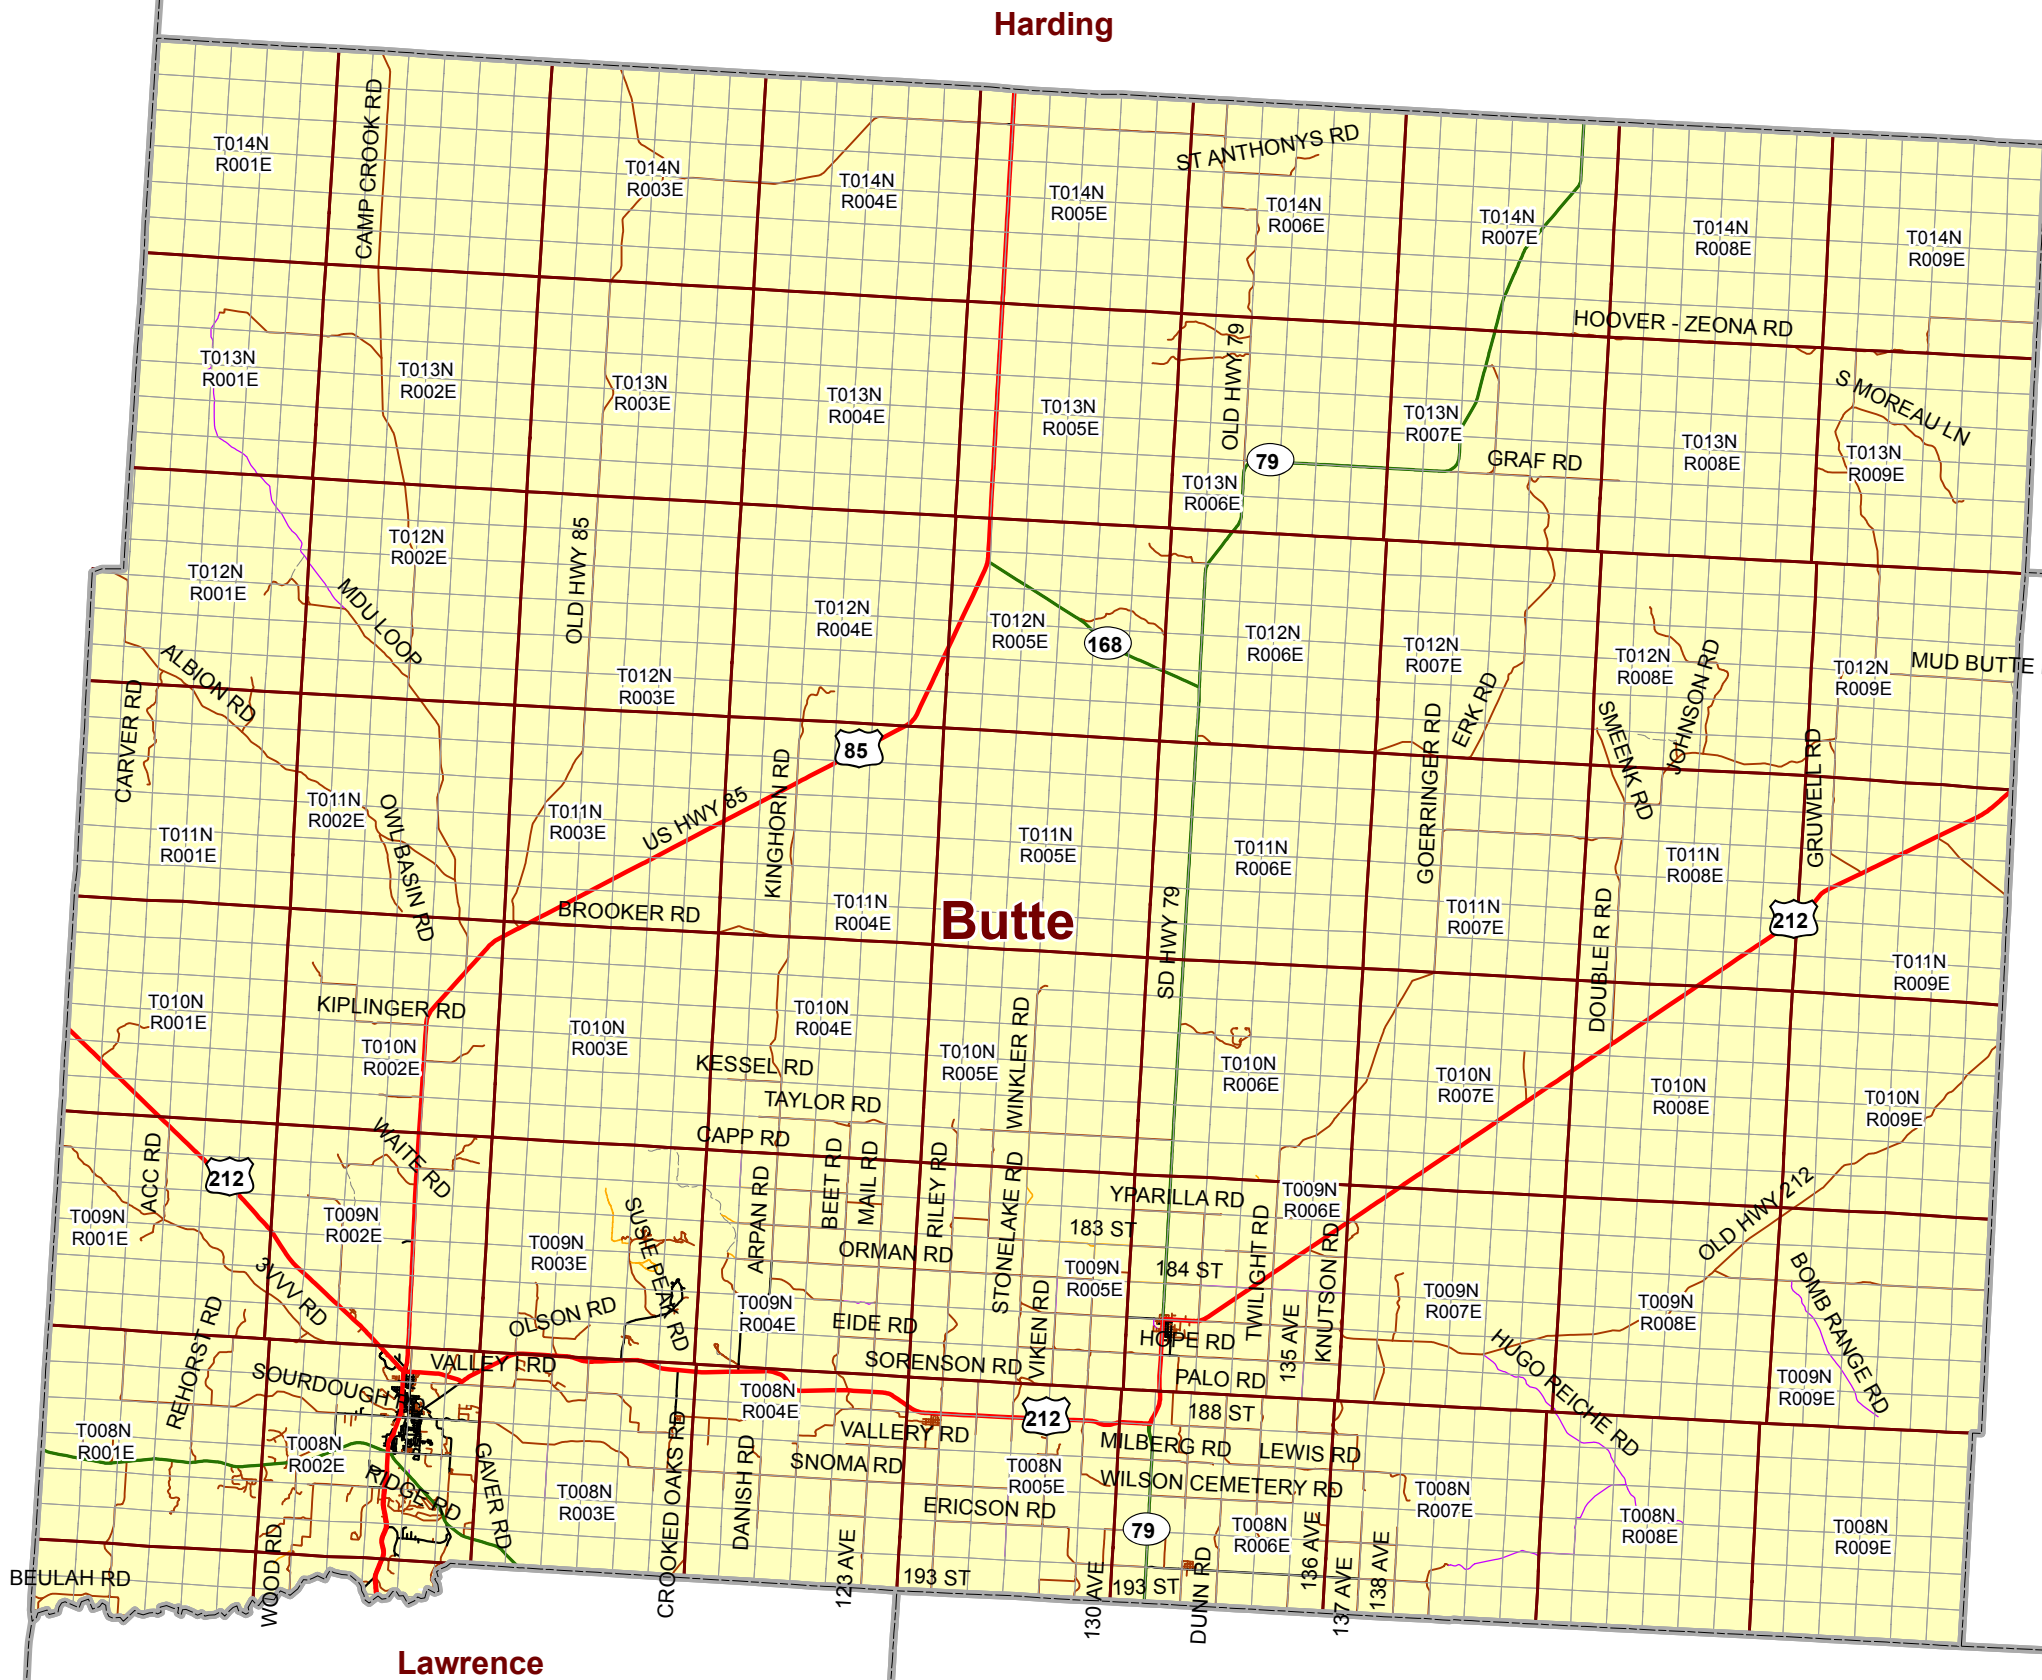 Harding
CAMP CROOK RD
ST ANTHONYS RD
T014N
R001E
T014N
R003E
T014N
R004E
T014N
R005E
T014N
R006E
T014N
R007E
T014N
R008E
T014N
R009E
HOOVER - ZEONA RD
OLD HWY 79
S MOREAU LN
T013N
R001E
T013N
R002E
T013N
R003E
T013N
R004E
T013N
R005E
T013N
R007E
T013N
R008E
T013N
R009E
79
GRAF RD
T013N
R006E
OLD HWY 85
T012N
R002E
T012N
R001E
MDU LOOP
T012N
R004E
T012N
R005E
168
T012N
R006E
T012N
R007E
T012N
R008E
T012N
R009E
MUD BUTTE
JOHNSON RD
ALBION RD
CARVER RD
T012N
R003E
ERK RD
SMEENK RD
GOERRINGER RD
GRUWELL RD
85
KINGHORN RD
US HWY 85
OWL BASIN RD
T011N
R002E
T011N
R003E
T011N
R001E
T011N
R005E
T011N
R006E
T011N
R008E
BROOKER RD
T011N
R004E
Butte
SD HWY 79
T011N
R007E
DOUBLE R RD
212
T011N
R009E
T010N
R001E
KIPLINGER RD
T010N
R002E
T010N
R003E
T010N
R004E
WINKLER RD
KESSEL RD
T010N
R005E
T010N
R006E
T010N
R007E
T010N
R008E
T010N
R009E
TAYLOR RD
CAPP RD
WAITE RD
ACC RD
212
BEET RD
MAIL RD
RILEY RD
ARPAN RD
STONELAKE RD
YPARILLA RD
T009N
R006E
OLD HWY 212
T009N
R001E
T009N
R002E
T009N
R003E
SUSIE PEAK RD
ORMAN RD
183 ST
184 ST
T009N
R005E
TWILIGHT RD
KNUTSON RD
BOMB RANGE RD
3VVV RD
REHORST RD
OLSON RD
T009N
R004E
EIDE RD
VIKEN RD
HOPE RD
135 AVE
T009N
R007E
T009N
R008E
HUGO REICHE RD
SOURDOUGH RD
VALLEY I RD
SORENSON RD
PALO RD
T009N
R009E
T008N
R001E
T008N
R002E
T008N
R004E
212
188 ST
VALLERY RD
MILBERG RD
LEWIS RD
SNOMA RD
RIDGE RD
GAVER RD
T008N
R003E
CROOKED OAKS RD
DANISH RD
T008N
R005E
WILSON CEMETERY RD
ERICSON RD
79
T008N
R006E
T008N
R007E
T008N
R008E
T008N
R009E
BEULAH RD
WOOD RD
123 AVE
193 ST
130 AVE
193 ST
DUNN RD
136 AVE
137 AVE
138 AVE
Lawrence